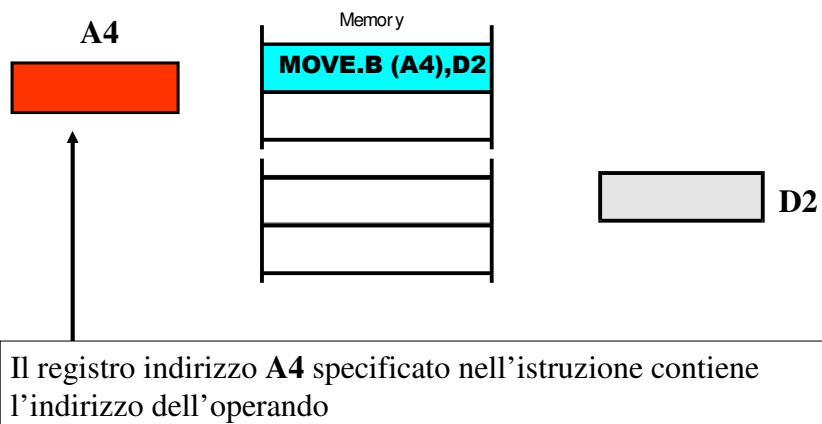 Memory
A4
MOVE.B (A4),D2
D2
Il registro indirizzo A4 specificato nell’istruzione contiene
l’indirizzo dell’operando